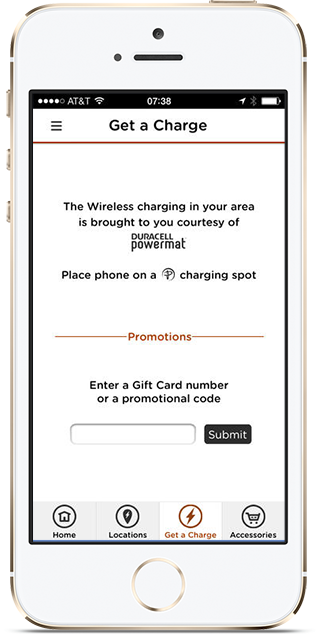 AT&T 07:38
Get a Charge
The Wireless charging in your area
is brought to you courtesy of
DURACELL
powermat
Place phone on a charging spot
Promotions
Enter a Gift Card number
or a promotional code
Submit
Home Locations Get a Charge Accessories